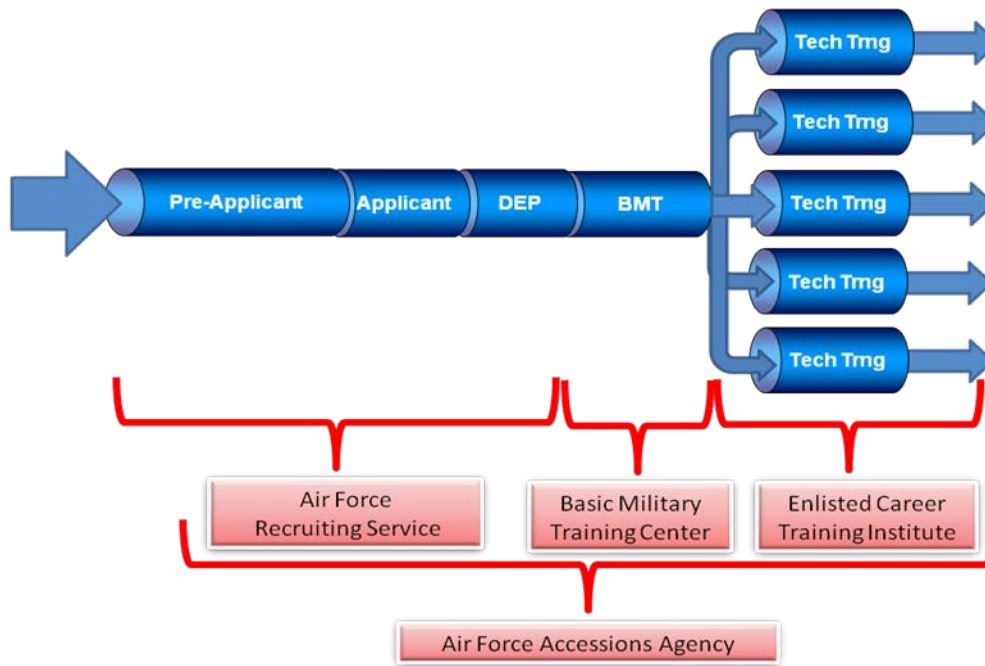 Tech Trng
Tech Trng
Pre-Applicant
Applicant
DEP
BMT
Tech Trng
Tech Trng
Tech Trng
Air Force
Recruiting Service
Basic Military
Training Center
Enlisted Career
Training Institute
Air Force Accessions Agency